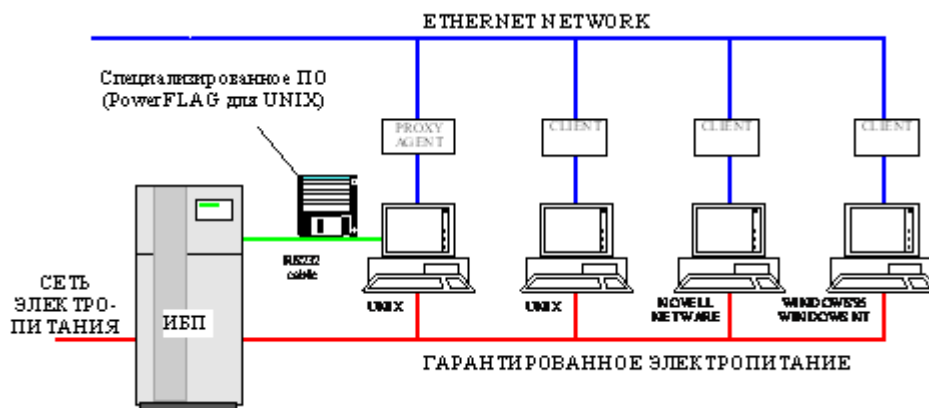 ETHERNET NETWORK
Специализированное ПО
(PowerFLAG для UNIX)
PROXY
AGENT
CLIENT
CLIENT
CLIENT
RS232
cable
СЕТЬ
ЭЛЕКТРО-
ПИТАНИЯ
ИБП
UNIX
UNIX
NOVELL
NETWARE
WINDOWS95
WINDOWS NT
ГАРАНТИРОВАННОЕ ЭЛЕКТРОПИТАНИЕ